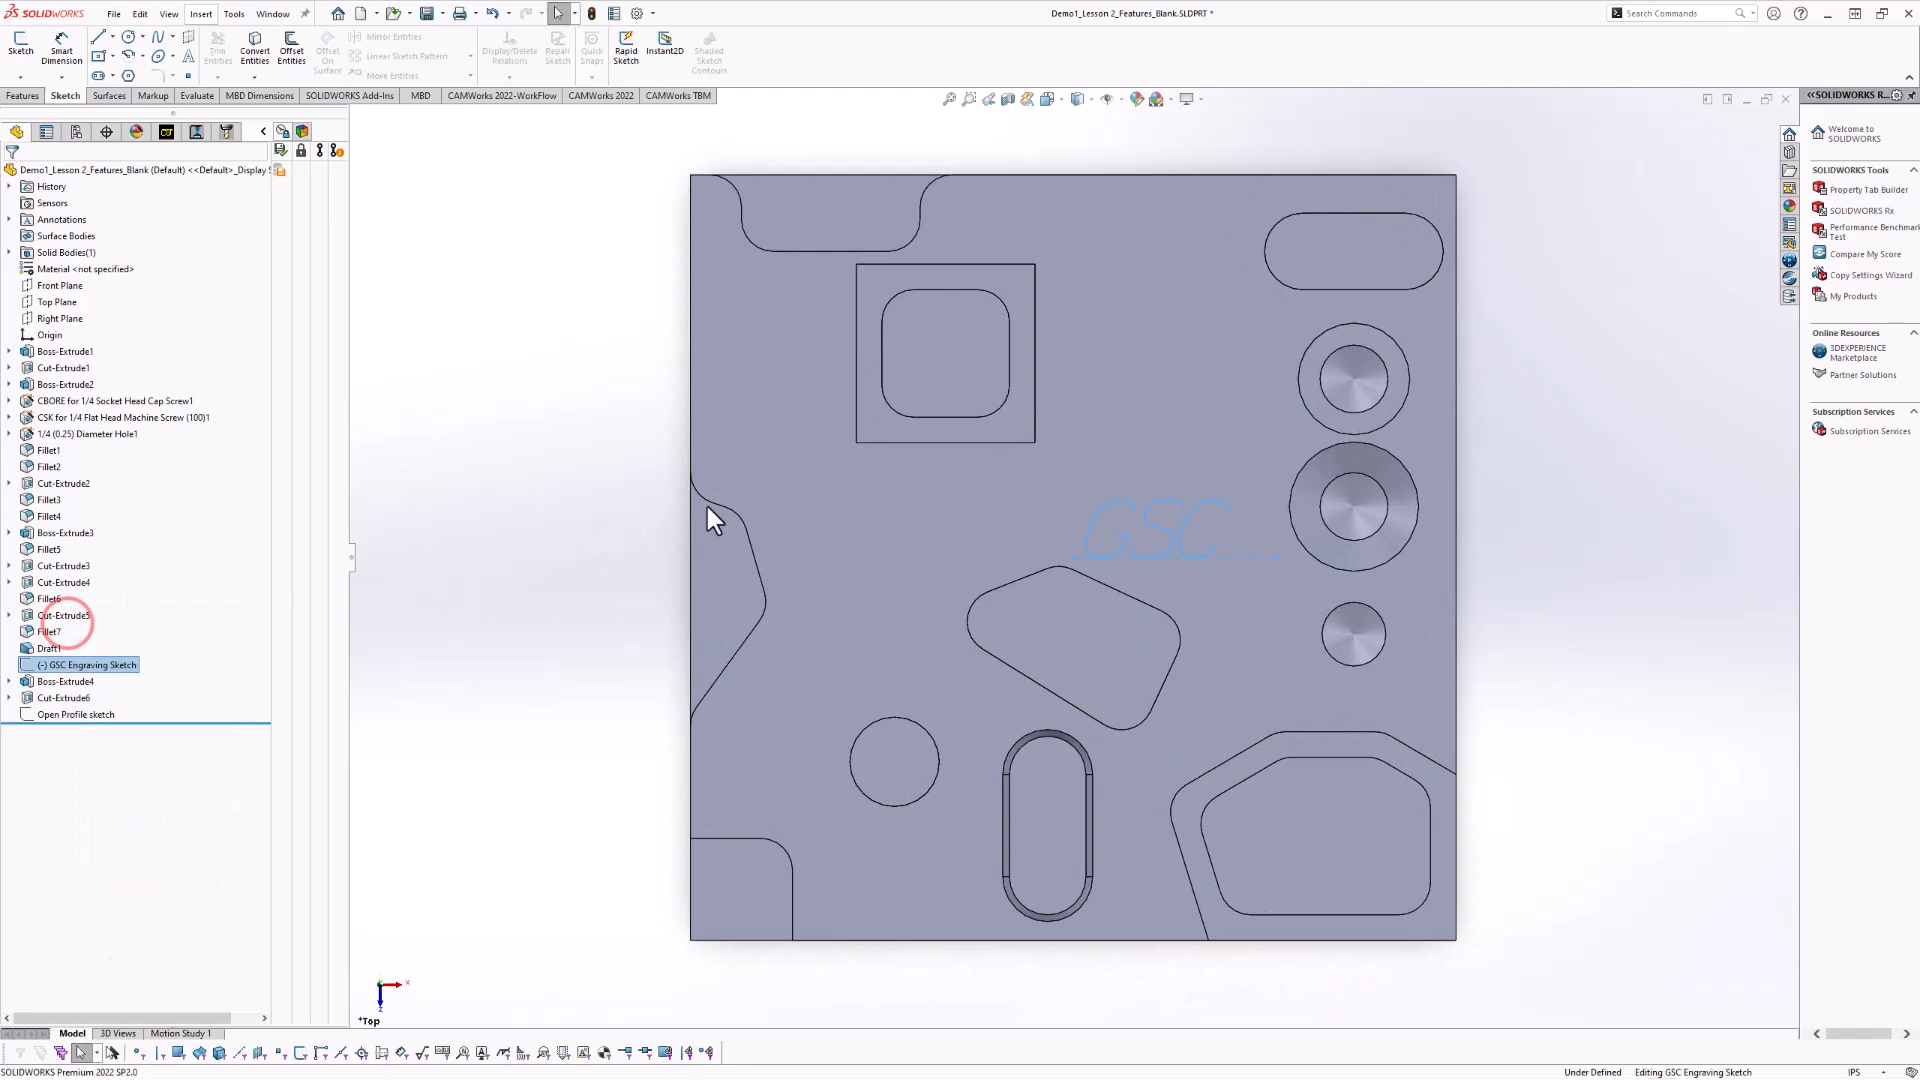 SOLIDWORKS File Edit View Insert Tools Window Demo1_Lesson 2_Features_Blank.SLDPRT * Search Commands
Sketch Smart Dimension Trim Entities Convert Entities Offset Entities Offset On Surface Mirror Entities Linear Sketch Pattern Move Entities Display/Delete Relations Repair Sketch Quick Snaps Rapid Sketch Instant2D Shaded Sketch Contours
Features Sketch Surfaces Markup Evaluate MBD Dimensions SOLIDWORKS Add-Ins MBD CAMWorks 2022-WorkFlow CAMWorks 2022 CAMWorks TBM
Demo1_Lesson 2_Features_Blank (Default) <<Default>_Display S
History
Sensors
Annotations
Surface Bodies
Solid Bodies(1)
Material <not specified>
Front Plane
Top Plane
Right Plane
Origin
Boss-Extrude1
Cut-Extrude1
Boss-Extrude2
CBORE for 1/4 Socket Head Cap Screw1
CSK for 1/4 Flat Head Machine Screw (100)1
1/4 (0.25) Diameter Hole1
Fillet1
Fillet2
Cut-Extrude2
Fillet3
Fillet4
Boss-Extrude3
Fillet5
Cut-Extrude3
Cut-Extrude4
Fillet6
Cut-Extrude5
Fillet7
Draft1
(-) GSC Engraving Sketch
Boss-Extrude4
Cut-Extrude6
Open Profile sketch
GSC
x
z
*Top
SOLIDWORKS R...
Welcome to SOLIDWORKS
SOLIDWORKS Tools
Property Tab Builder
SOLIDWORKS Rx
Performance Benchmark Test
Compare My Score
Copy Settings Wizard
My Products
Online Resources
3DEXPERIENCE Marketplace
Partner Solutions
Subscription Services
Subscription Services
Model 3D Views Motion Study 1
SOLIDWORKS Premium 2022 SP2.0 Under Defined Editing GSC Engraving Sketch IPS